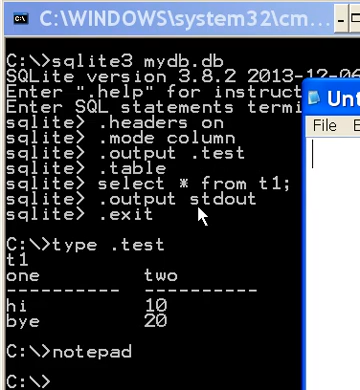 C:\WINDOWS\system32\cm...
C:\>sqlite3 mydb.db
SQLite version 3.8.2 2013-12-06
Enter ".help" for instruct
Enter SQL statements termi
sqlite> .headers on
sqlite> .mode column
sqlite> .output .test
sqlite> .table
sqlite> select * from t1;
sqlite> .output stdout
sqlite> .exit
C:\>type .test
t1
one two
---------- ----------
hi 10
bye 20
C:\>notepad
C:\>
Unt
File E